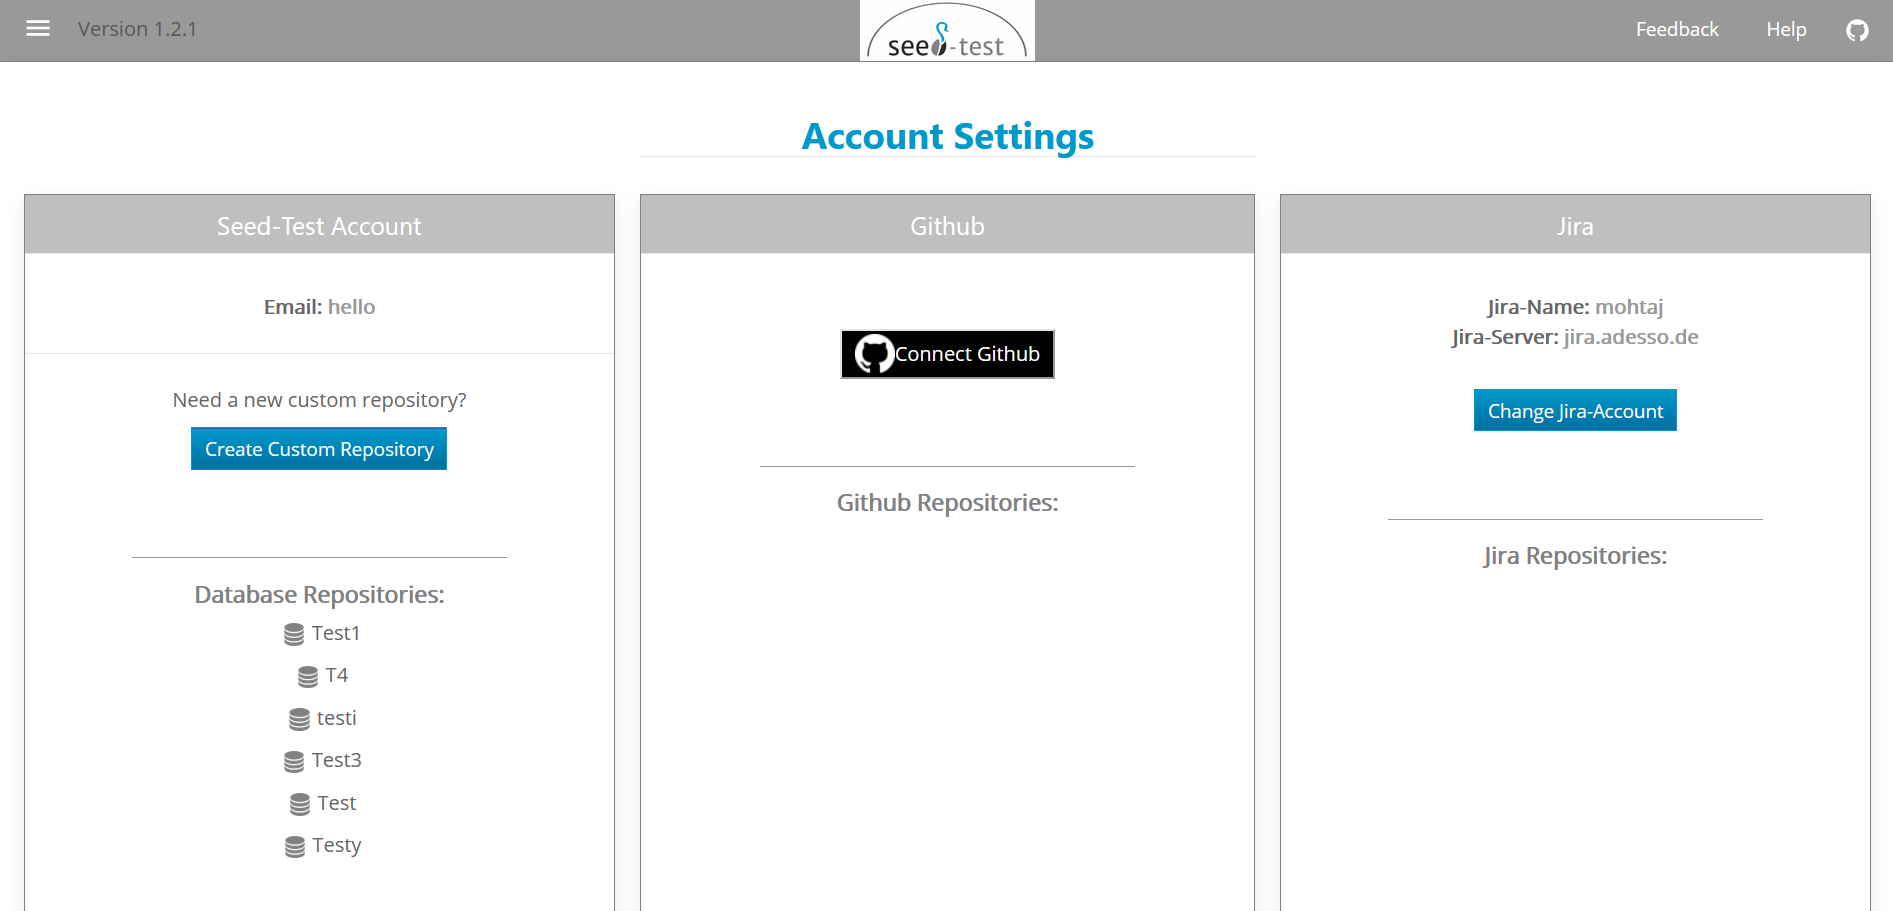 Version 1.2.1
seed-test
Feedback
Help
Account Settings
Seed-Test Account
Email: hello
Need a new custom repository?
Create Custom Repository
Database Repositories:
Test1
T4
testi
Test3
Test
Testy
Github
Connect Github
Github Repositories:
Jira
Jira-Name: mohtaj
Jira-Server: jira.adesso.de
Change Jira-Account
Jira Repositories: